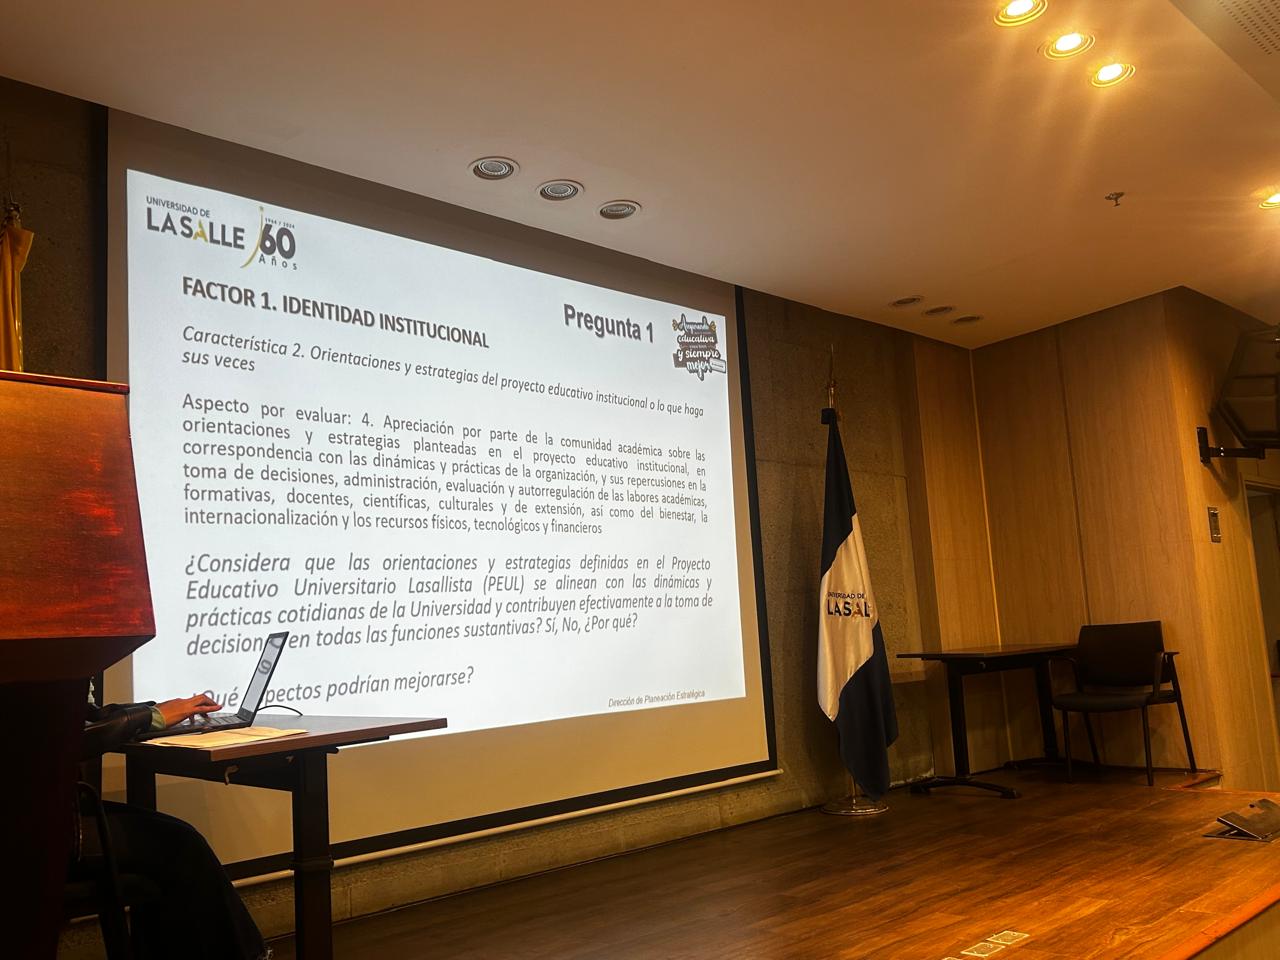 UNIVERSIDAD DE
LASALLE
1964 / 2024
60
Años
FACTOR 1. IDENTIDAD INSTITUCIONAL
Pregunta 1
educativa
y siempre
mejor
Característica 2. Orientaciones y estrategias del proyecto educativo institucional o lo que haga
sus veces
Aspecto por evaluar: 4. Apreciación por parte de la comunidad académica sobre las
orientaciones y estrategias planteadas en el proyecto educativo institucional, en
correspondencia con las dinámicas y prácticas de la organización, y sus repercusiones en la
toma de decisiones, administración, evaluación y autorregulación de las labores académicas,
formativas, docentes, científicas, culturales y de extensión, así como del bienestar, la
internacionalización y los recursos físicos, tecnológicos y financieros
¿Considera que las orientaciones y estrategias definidas en el Proyecto
Educativo Universitario Lasallista (PEUL) se alinean con las dinámicas y
prácticas cotidianas de la Universidad y contribuyen efectivamente a la toma de
decision en todas las funciones sustantivas? Sí, No, ¿Por qué?
¿Qué pectos podrían mejorarse?
Dirección de Planeación Estratégica
UNIVERSIDAD DE
LASAL